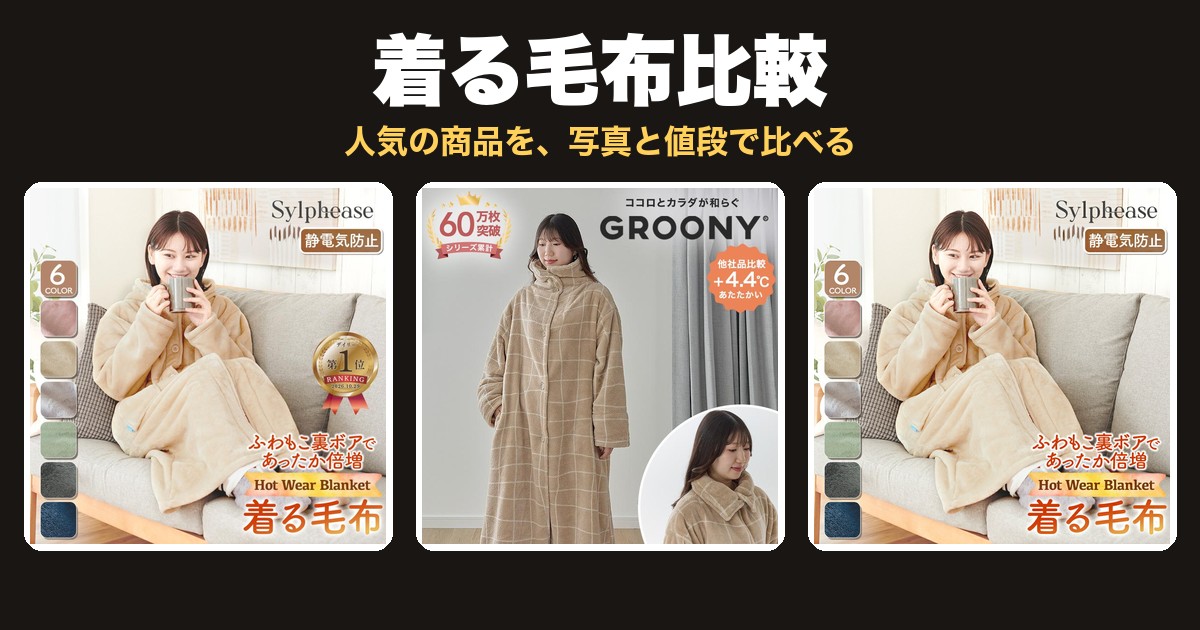 着る毛布比較
人気の商品を、写真と値段で比べる
Sylphease
静電気防止
6
COLOR
デイリー
第1位
RANKING
ふわもこ裏ボアで
あったか倍増
Hot Wear Blanket
着る毛布
60万枚
突破
シリーズ累計
ココロとカラダが和らぐ
GROONY
他社品比較
+4.4℃
あたたかい
Sylphease
静電気防止
6
COLOR
ふわもこ裏ボアで
あったか倍増
Hot Wear Blanket
着る毛布